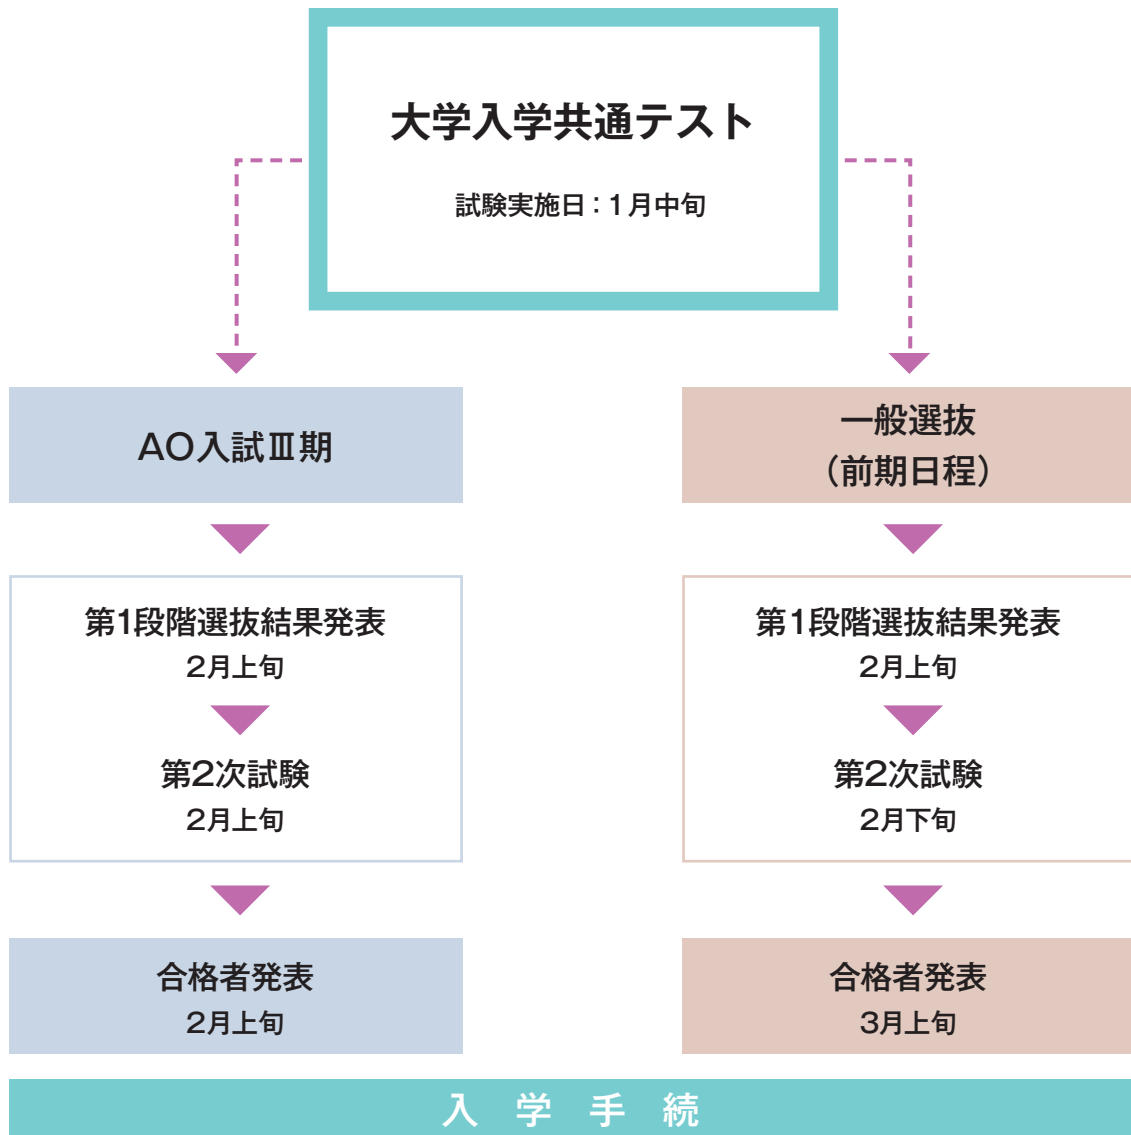 大学入学共通テスト
試験実施日：1月中旬
AO入試Ⅲ期
第1段階選抜結果発表
2月上旬
第2次試験
2月上旬
合格者発表
2月上旬
一般選抜
（前期日程）
第1段階選抜結果発表
2月上旬
第2次試験
2月下旬
合格者発表
3月上旬
入学手続